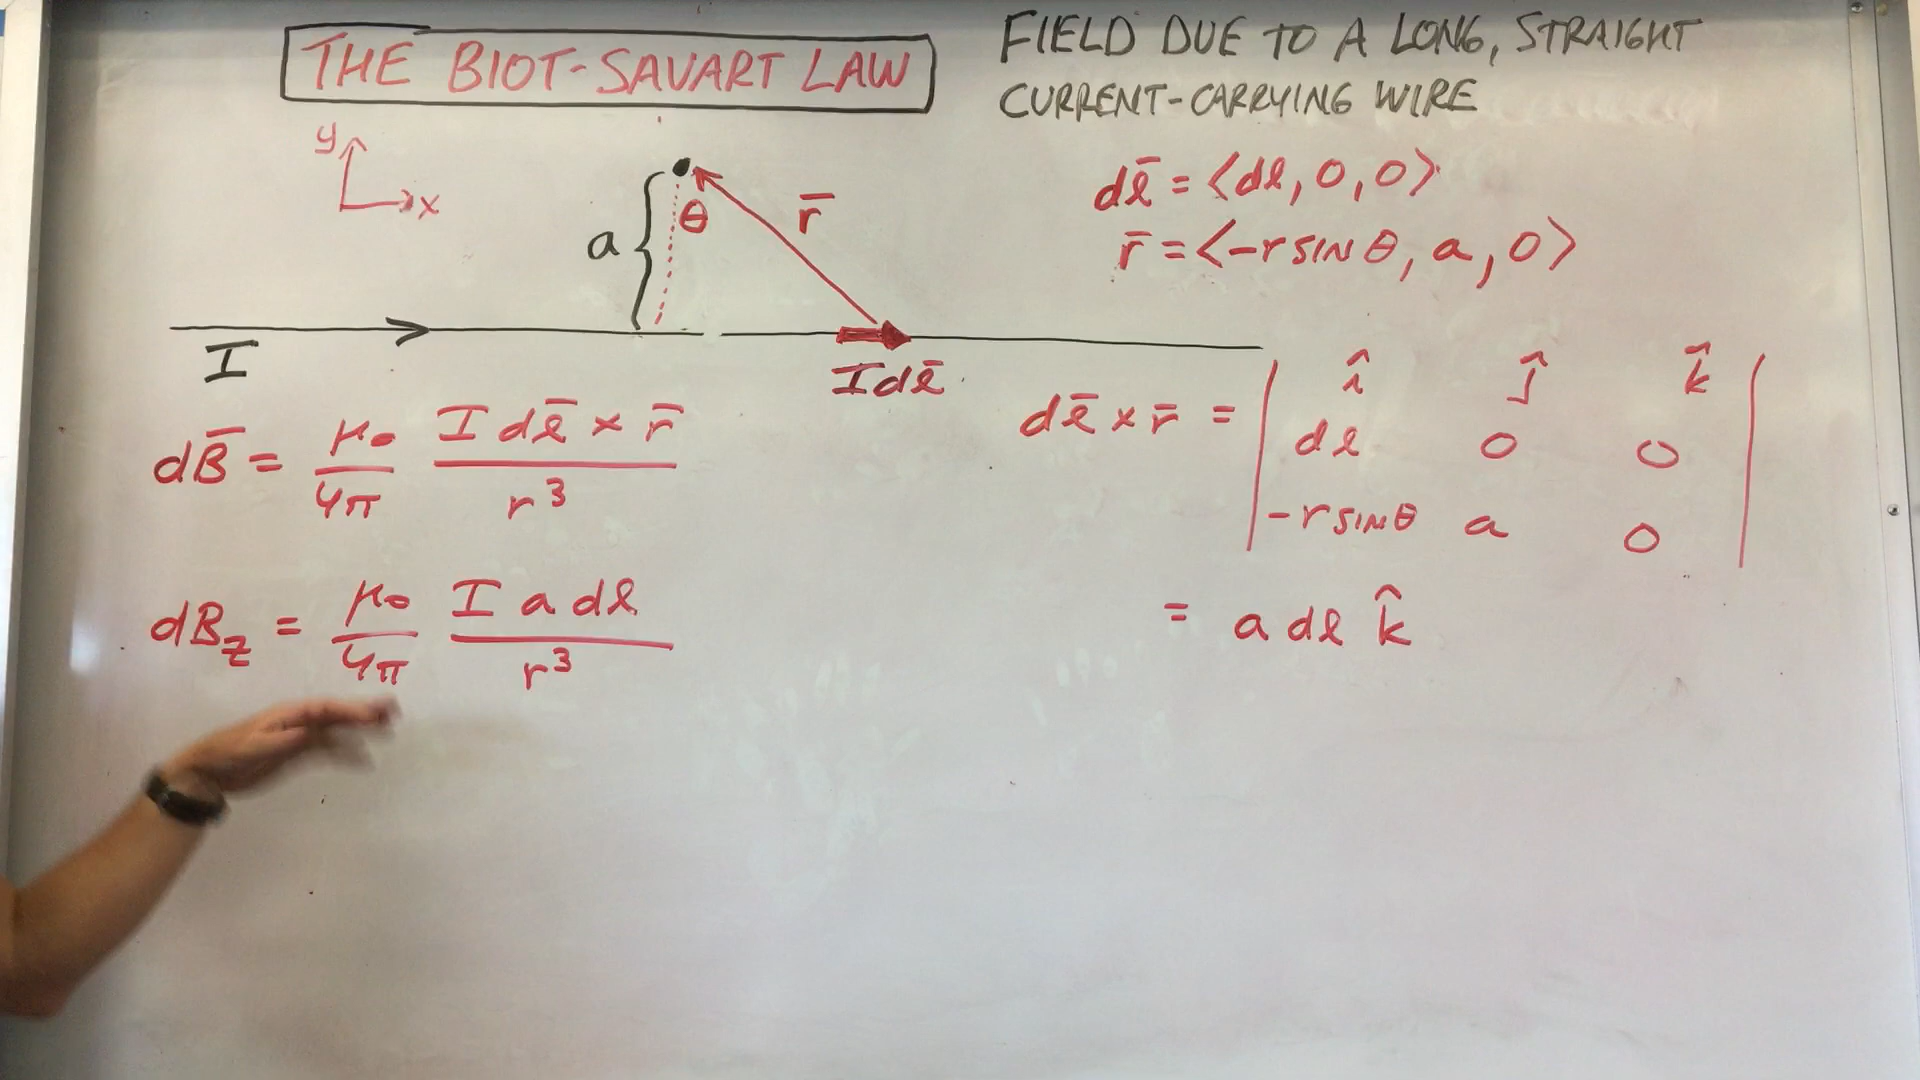 THE BIOT-SAVART LAW
FIELD DUE TO A LONG, STRAIGHT
CURRENT-CARRYING WIRE
y
x
a
θ
r̄
I
I dℓ̄
dℓ̄ = <dℓ, 0, 0>
r̄ = <-r SIN θ, a, 0>
dB̄ = μ₀/4π I dℓ̄ × r̄/r³
dℓ̄ × r̄ = | î ĵ k̂ |
dℓ 0 0
-r SIN θ a 0
= a dℓ k̂
dB_z = μ₀/4π I a dℓ/r³